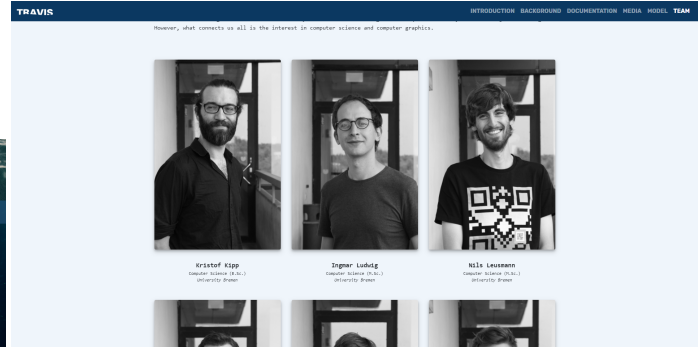 TRAVIS
INTRODUCTION BACKGROUND DOCUMENTATION MEDIA MODEL TEAM
However, what connects us all is the interest in computer science and computer graphics.
Kristof Kipp
Computer Science (B.Sc.)
University Bremen
Ingmar Ludwig
Computer Science (M.Sc.)
University Bremen
Nils Leusmann
Computer Science (M.Sc.)
University Bremen